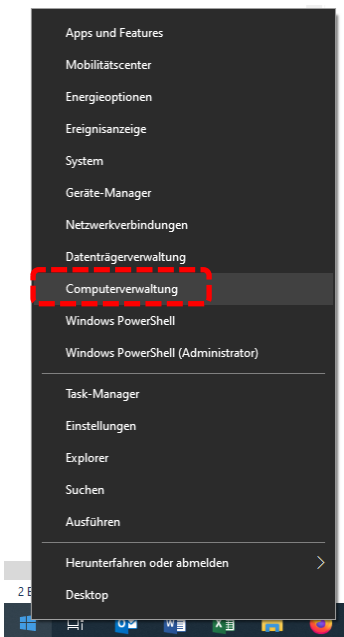 Apps und Features
Mobilitätscenter
Energieoptionen
Ereignisanzeige
System
Geräte-Manager
Netzwerkverbindungen
Datenträgerverwaltung
Computerverwaltung
Windows PowerShell
Windows PowerShell (Administrator)
Task-Manager
Einstellungen
Explorer
Suchen
Ausführen
Herunterfahren oder abmelden
Desktop